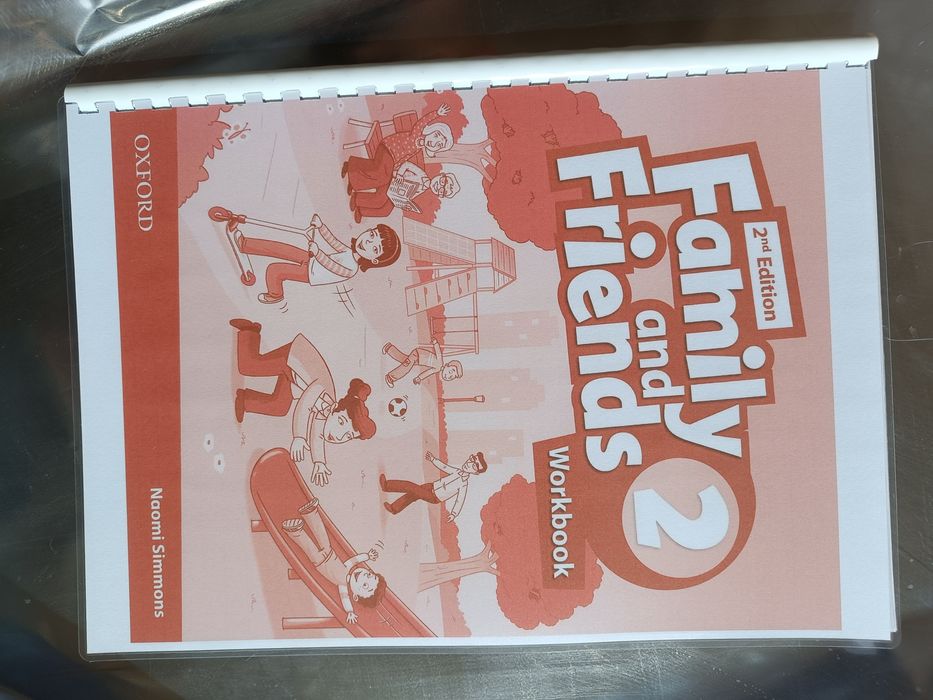 2nd Edition
Family
and
Friends
2
Workbook
OXFORD
Naomi Simmons